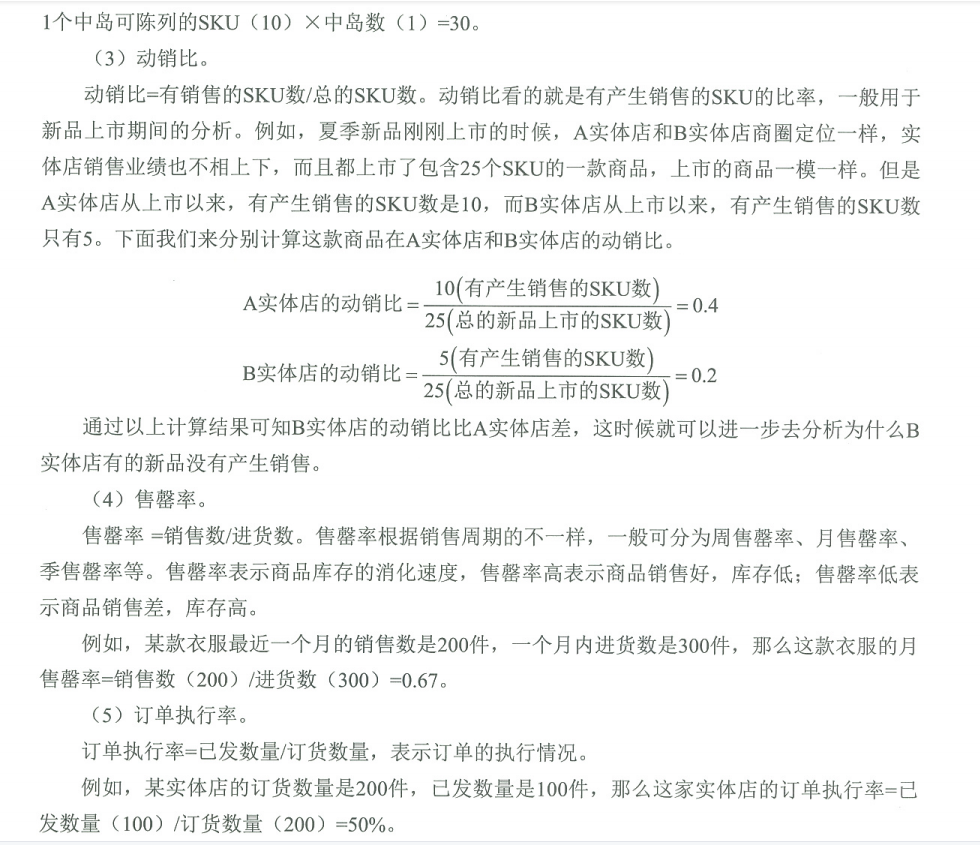 1个中岛可陈列的SKU（10）×中岛数（1）=30。
（3）动销比。
动销比=有销售的SKU数/总的SKU数。动销比看的就是有产生销售的SKU的比率，一般用于
新品上市期间的分析。例如，夏季新品刚刚上市的时候，A实体店和B实体店商圈定位一样，实
体店销售业绩也不相上下，而且都上市了包含25个SKU的一款商品，上市的商品一模一样。但是
A实体店从上市以来，有产生销售的SKU数是10，而B实体店从上市以来，有产生销售的SKU数
只有5。下面我们来分别计算这款商品在A实体店和B实体店的动销比。
A实体店的动销比= 10(有产生销售的SKU数) / 25(总的新品上市的SKU数) =0.4
B实体店的动销比= 5(有产生销售的SKU数) / 25(总的新品上市的SKU数) =0.2
通过以上计算结果可知B实体店的动销比比A实体店差，这时候就可以进一步去分析为什么B
实体店有的新品没有产生销售。
（4）售罄率。
售罄率 =销售数/进货数。售罄率根据销售周期的不一样，一般可分为周售罄率、月售罄率、
季售罄率等。售罄率表示商品库存的消化速度，售罄率高表示商品销售好，库存低；售罄率低表
示商品销售差，库存高。
例如，某款衣服最近一个月的销售数是200件，一个月内进货数是300件，那么这款衣服的月
售罄率=销售数（200）/进货数（300）=0.67。
（5）订单执行率。
订单执行率=已发数量/订货数量，表示订单的执行情况。
例如，某实体店的订货数量是200件，已发数量是100件，那么这家实体店的订单执行率=已
发数量（100）/订货数量（200）=50%。